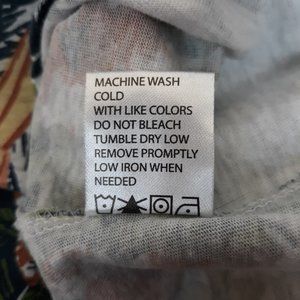 MACHINE WASH
COLD
WITH LIKE COLORS
DO NOT BLEACH
TUMBLE DRY LOW
REMOVE PROMPTLY
LOW IRON WHEN
NEEDED